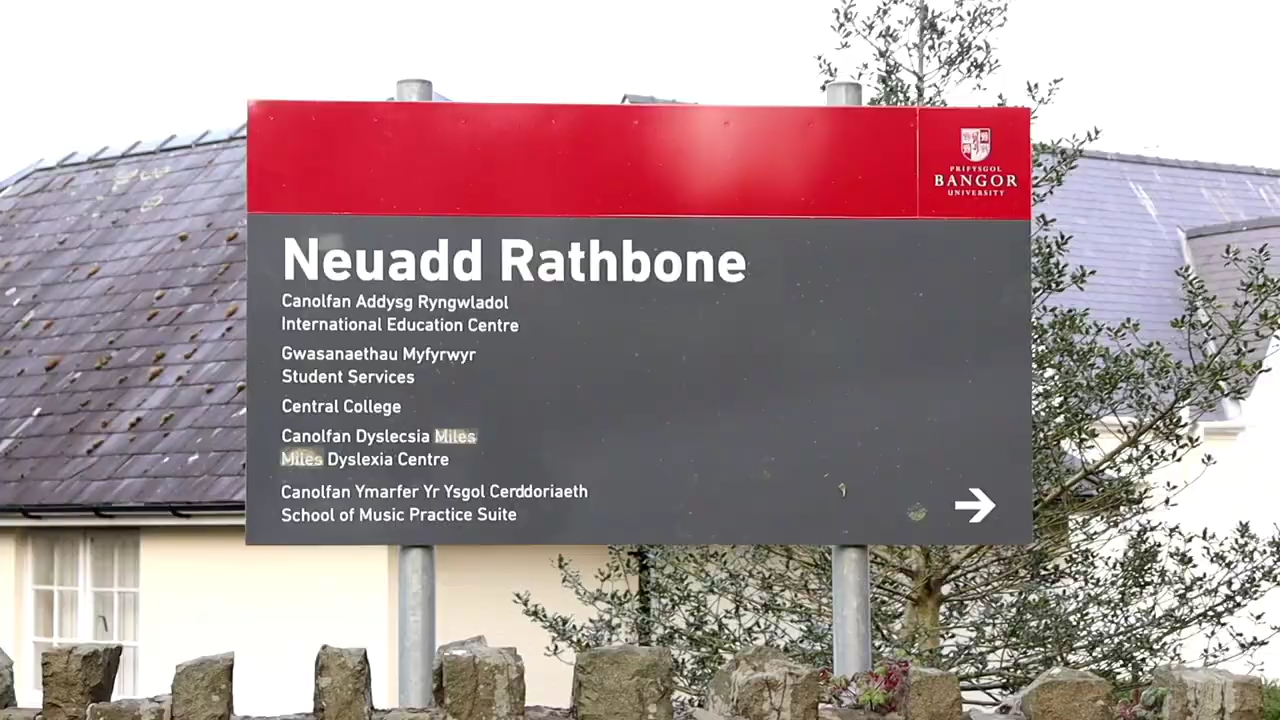 PRIFYSGOL
BANGOR
UNIVERSITY
Neuadd Rathbone
Canolfan Addysg Ryngwladol
International Education Centre
Gwasanaethau Myfyrwyr
Student Services
Central College
Canolfan Dyslecsia Miles
Miles Dyslexia Centre
Canolfan Ymarfer Yr Ysgol Cerddoriaeth
School of Music Practice Suite